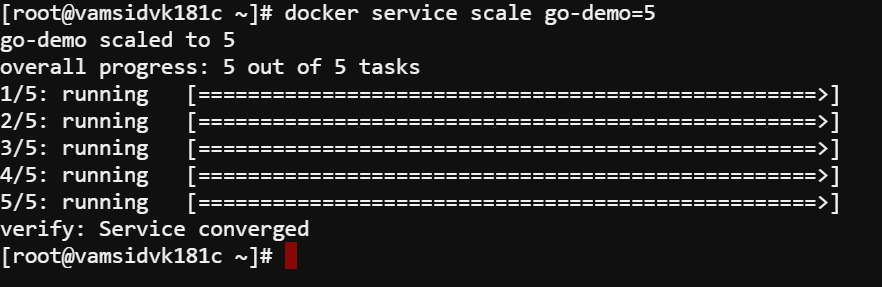 [root@vamsidvk181c ~]# docker service scale go-demo=5
go-demo scaled to 5
overall progress: 5 out of 5 tasks
1/5: running   [==================================================>]
2/5: running   [==================================================>]
3/5: running   [==================================================>]
4/5: running   [==================================================>]
5/5: running   [==================================================>]
verify: Service converged
[root@vamsidvk181c ~]#